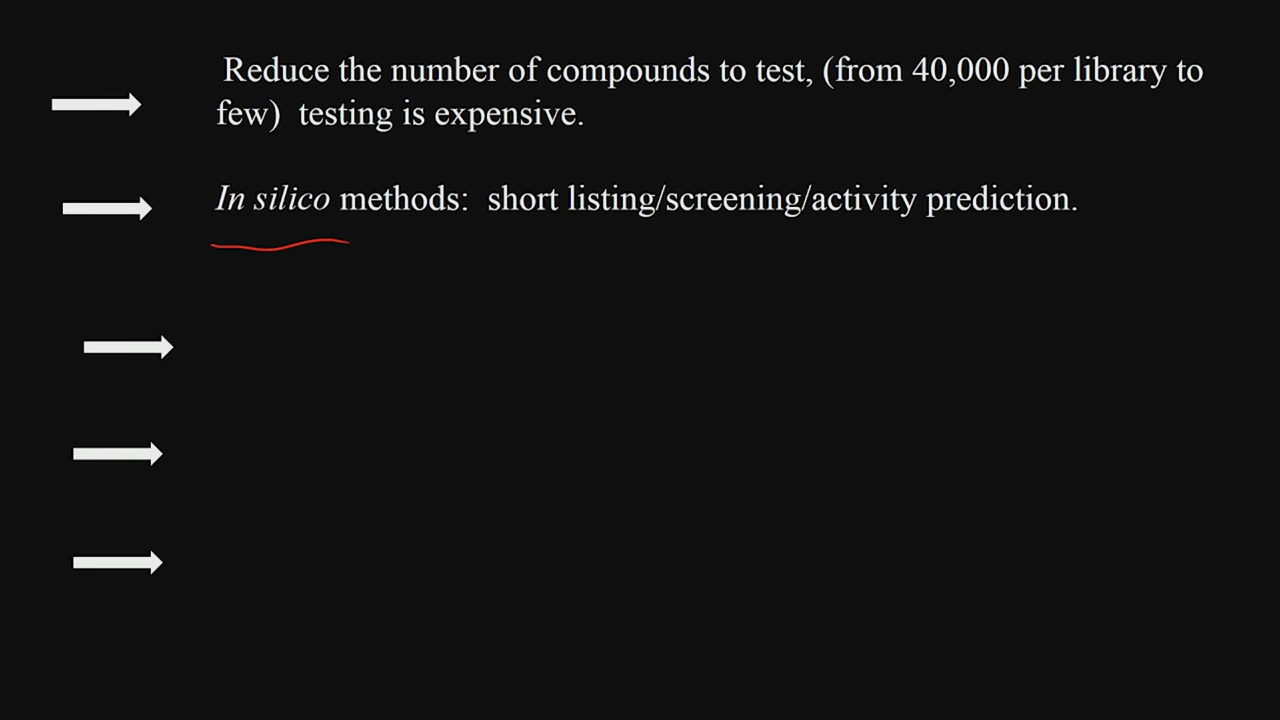 Reduce the number of compounds to test, (from 40,000 per library to
few)  testing is expensive.
In silico methods:  short listing/screening/activity prediction.